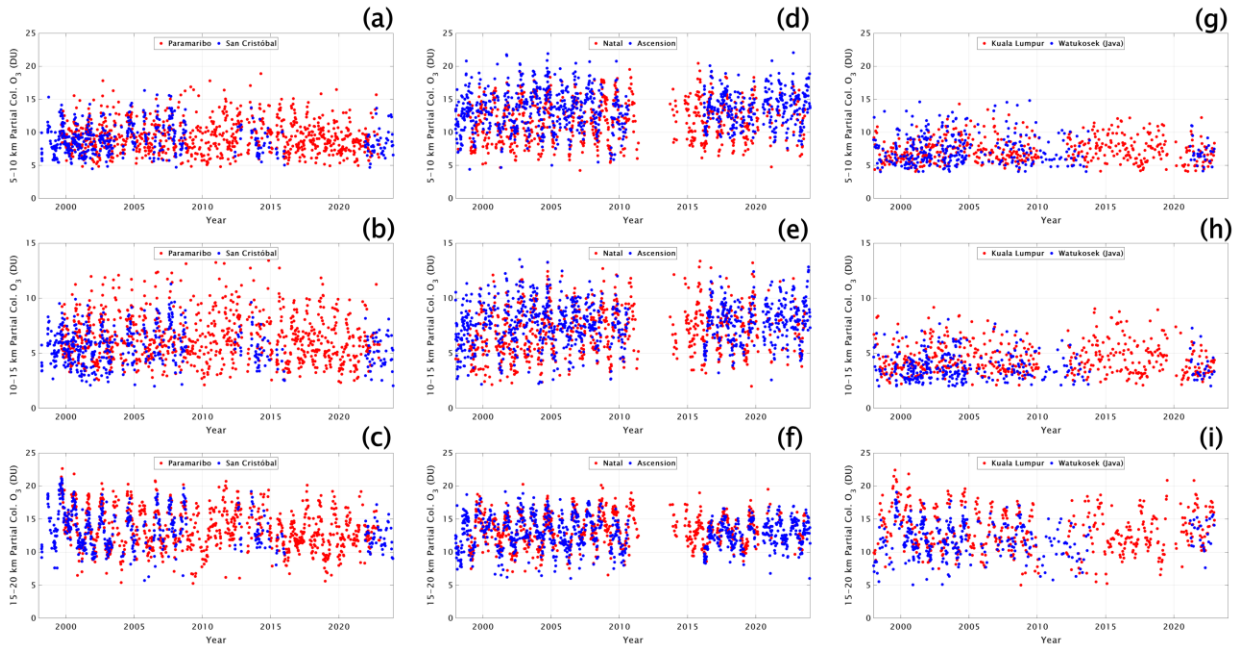 (a)
Paramaribo San Cristóbal
5–10 km Partial Col. O3 (DU)
25
20
15
10
5
0
2000 2005 2010 2015 2020
Year
(d)
Natal Ascension
5–10 km Partial Col. O3 (DU)
25
20
15
10
5
0
2000 2005 2010 2015 2020
Year
(g)
Kuala Lumpur Watukosek (Java)
5–10 km Partial Col. O3 (DU)
25
20
15
10
5
0
2000 2005 2010 2015 2020
Year
(b)
Paramaribo San Cristóbal
10–15 km Partial Col. O3 (DU)
15
10
5
0
2000 2005 2010 2015 2020
Year
(e)
Natal Ascension
10–15 km Partial Col. O3 (DU)
15
10
5
0
2000 2005 2010 2015 2020
Year
(h)
Kuala Lumpur Watukosek (Java)
10–15 km Partial Col. O3 (DU)
15
10
5
0
2000 2005 2010 2015 2020
Year
(c)
Paramaribo San Cristóbal
15–20 km Partial Col. O3 (DU)
25
20
15
10
5
0
2000 2005 2010 2015 2020
Year
(f)
Natal Ascension
15–20 km Partial Col. O3 (DU)
25
20
15
10
5
0
2000 2005 2010 2015 2020
Year
(i)
Kuala Lumpur Watukosek (Java)
15–20 km Partial Col. O3 (DU)
25
20
15
10
5
0
2000 2005 2010 2015 2020
Year